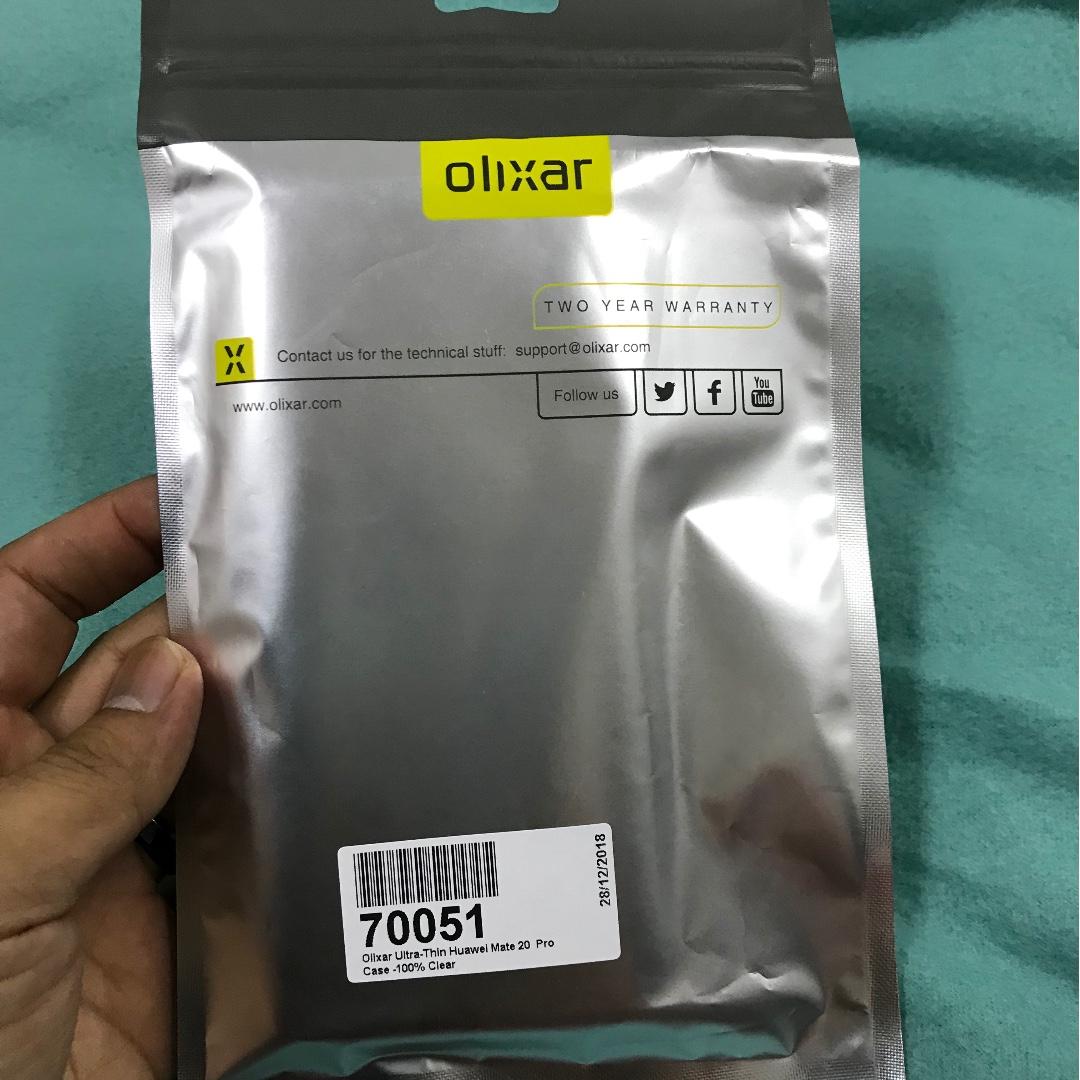 olixar
TWO YEAR WARRANTY
X
Contact us for the technical stuff: support@olixar.com
www.olixar.com
Follow us
f
You
Tube
28/12/2018
70051
Olixar Ultra-Thin Huawei Mate 20 Pro
Case -100% Clear